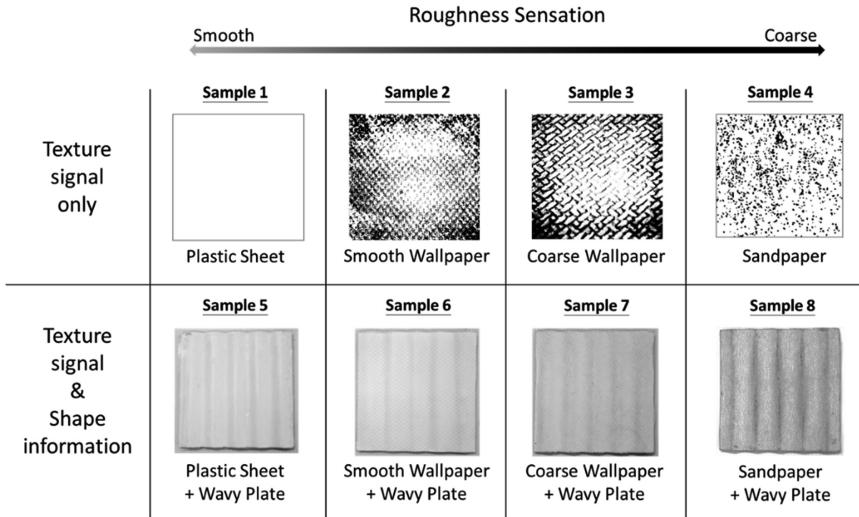 Roughness Sensation
Smooth
Coarse
Sample 1
Sample 2
Sample 3
Sample 4
Texture
signal
only
Plastic Sheet
Smooth Wallpaper
Coarse Wallpaper
Sandpaper
Sample 5
Sample 6
Sample 7
Sample 8
Texture
signal
&
Shape
information
Plastic Sheet
+ Wavy Plate
Smooth Wallpaper
+ Wavy Plate
Coarse Wallpaper
+ Wavy Plate
Sandpaper
+ Wavy Plate